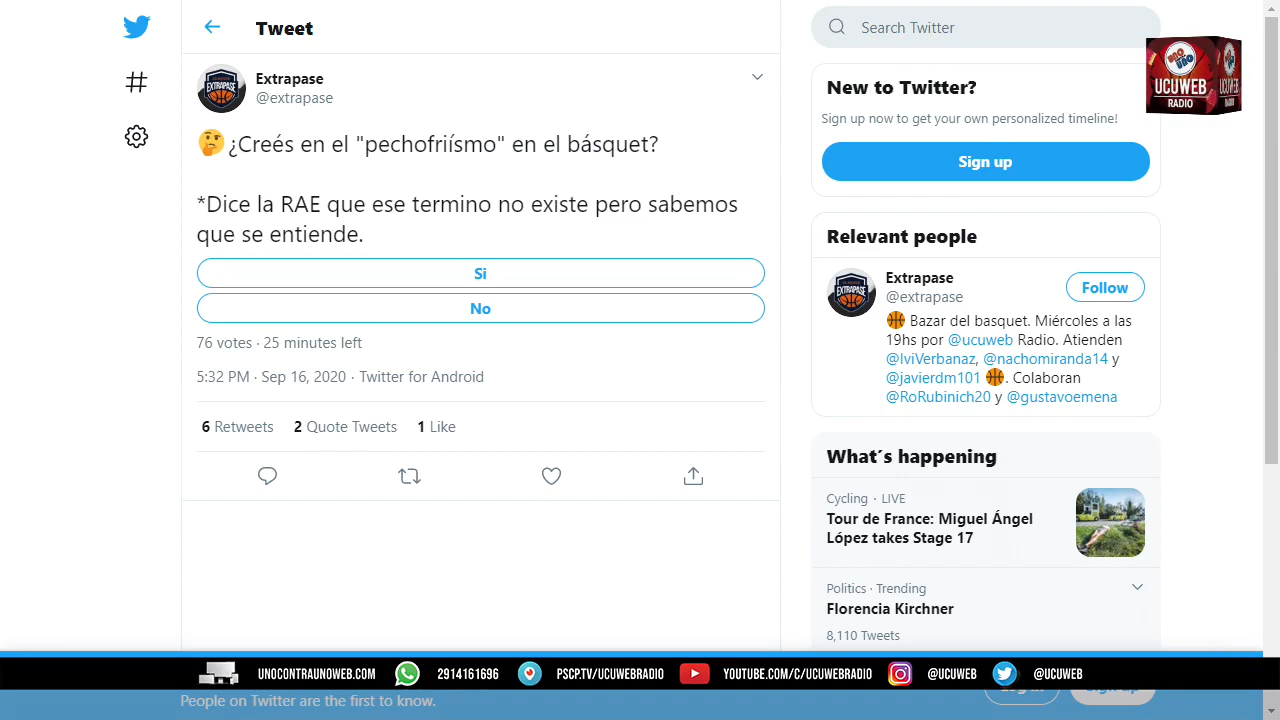 Tweet
Extrapase
@extrapase
¿Creés en el "pechofriísmo" en el básquet?
*Dice la RAE que ese termino no existe pero sabemos
que se entiende.
Si
No
76 votes · 25 minutes left
5:32 PM · Sep 16, 2020 · Twitter for Android
6 Retweets 2 Quote Tweets 1 Like
Search Twitter
UCUWEB
RADIO
New to Twitter?
Sign up now to get your own personalized timeline!
Sign up
Relevant people
EXTRAPASE
Extrapase
@extrapase
Follow
Bazar del basquet. Miércoles a las
19hs por @ucuweb Radio. Atienden
@IviVerbanaz, @nachomiranda14 y
@javierdm101 . Colaboran
@RoRubinich20 y @gustavoemena
What´s happening
Cycling · LIVE
Tour de France: Miguel Ángel
López takes Stage 17
Politics · Trending
Florencia Kirchner
8,110 Tweets
UNOCONTRAUNOWEB.COM 2914161696 PSCP.TV/UCUWEBRADIO YOUTUBE.COM/C/UCUWEBRADIO @UCUWEB @UCUWEB
People on Twitter are the first to know.
Log in
Sign up